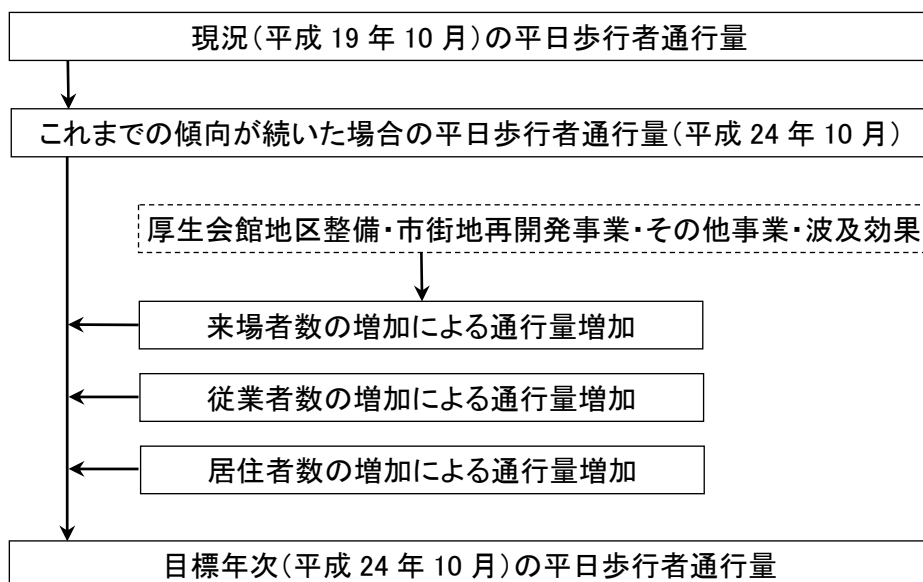 現況（平成 19 年 10 月）の平日歩行者通行量
これまでの傾向が続いた場合の平日歩行者通行量（平成 24 年 10 月）
厚生会館地区整備・市街地再開発事業・その他事業・波及効果
来場者数の増加による通行量増加
従業者数の増加による通行量増加
居住者数の増加による通行量増加
目標年次（平成 24 年 10 月）の平日歩行者通行量